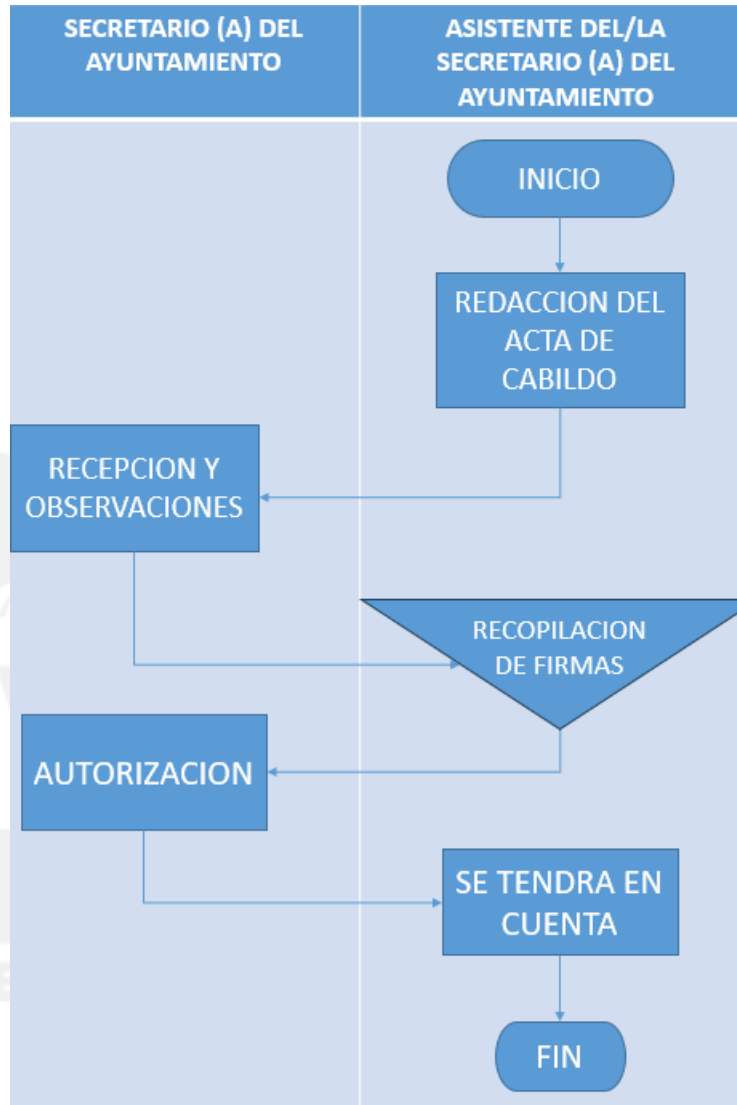 SECRETARIO (A) DEL
AYUNTAMIENTO
ASISTENTE DEL/LA
SECRETARIO (A) DEL
AYUNTAMIENTO
INICIO
REDACCION DEL
ACTA DE
CABILDO
RECEPCION Y
OBSERVACIONES
RECOPILACION
DE FIRMAS
AUTORIZACION
SE TENDRA EN
CUENTA
FIN